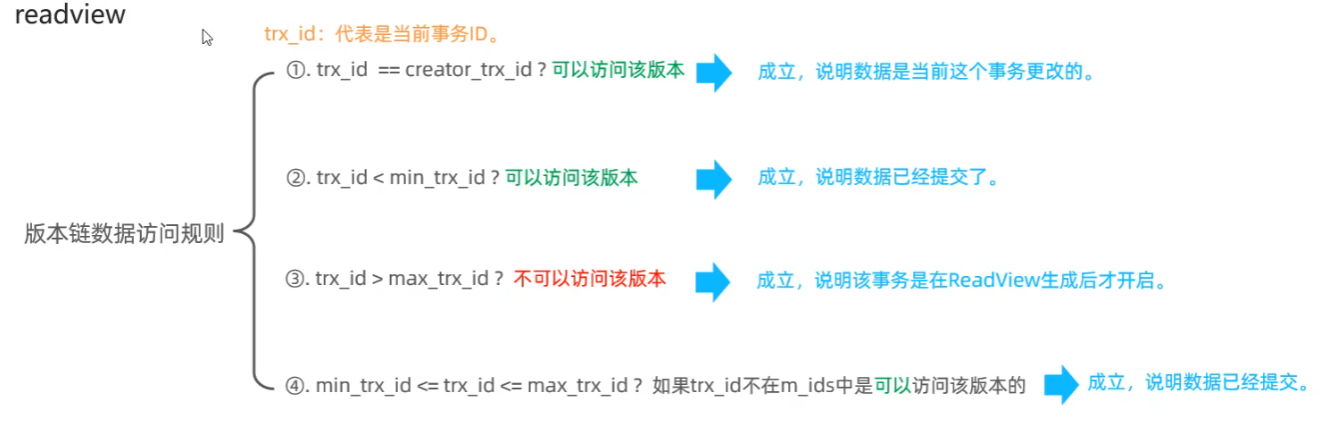 readview
trx_id：代表是当前事务ID。
①. trx_id == creator_trx_id ? 可以访问该版本 成立，说明数据是当前这个事务更改的。
②. trx_id < min_trx_id ? 可以访问该版本 成立，说明数据已经提交了。
版本链数据访问规则
③. trx_id > max_trx_id ? 不可以访问该版本 成立，说明该事务是在ReadView生成后才开启。
④. min_trx_id <= trx_id <= max_trx_id ? 如果trx_id不在m_ids中是可以访问该版本的 成立，说明数据已经提交。